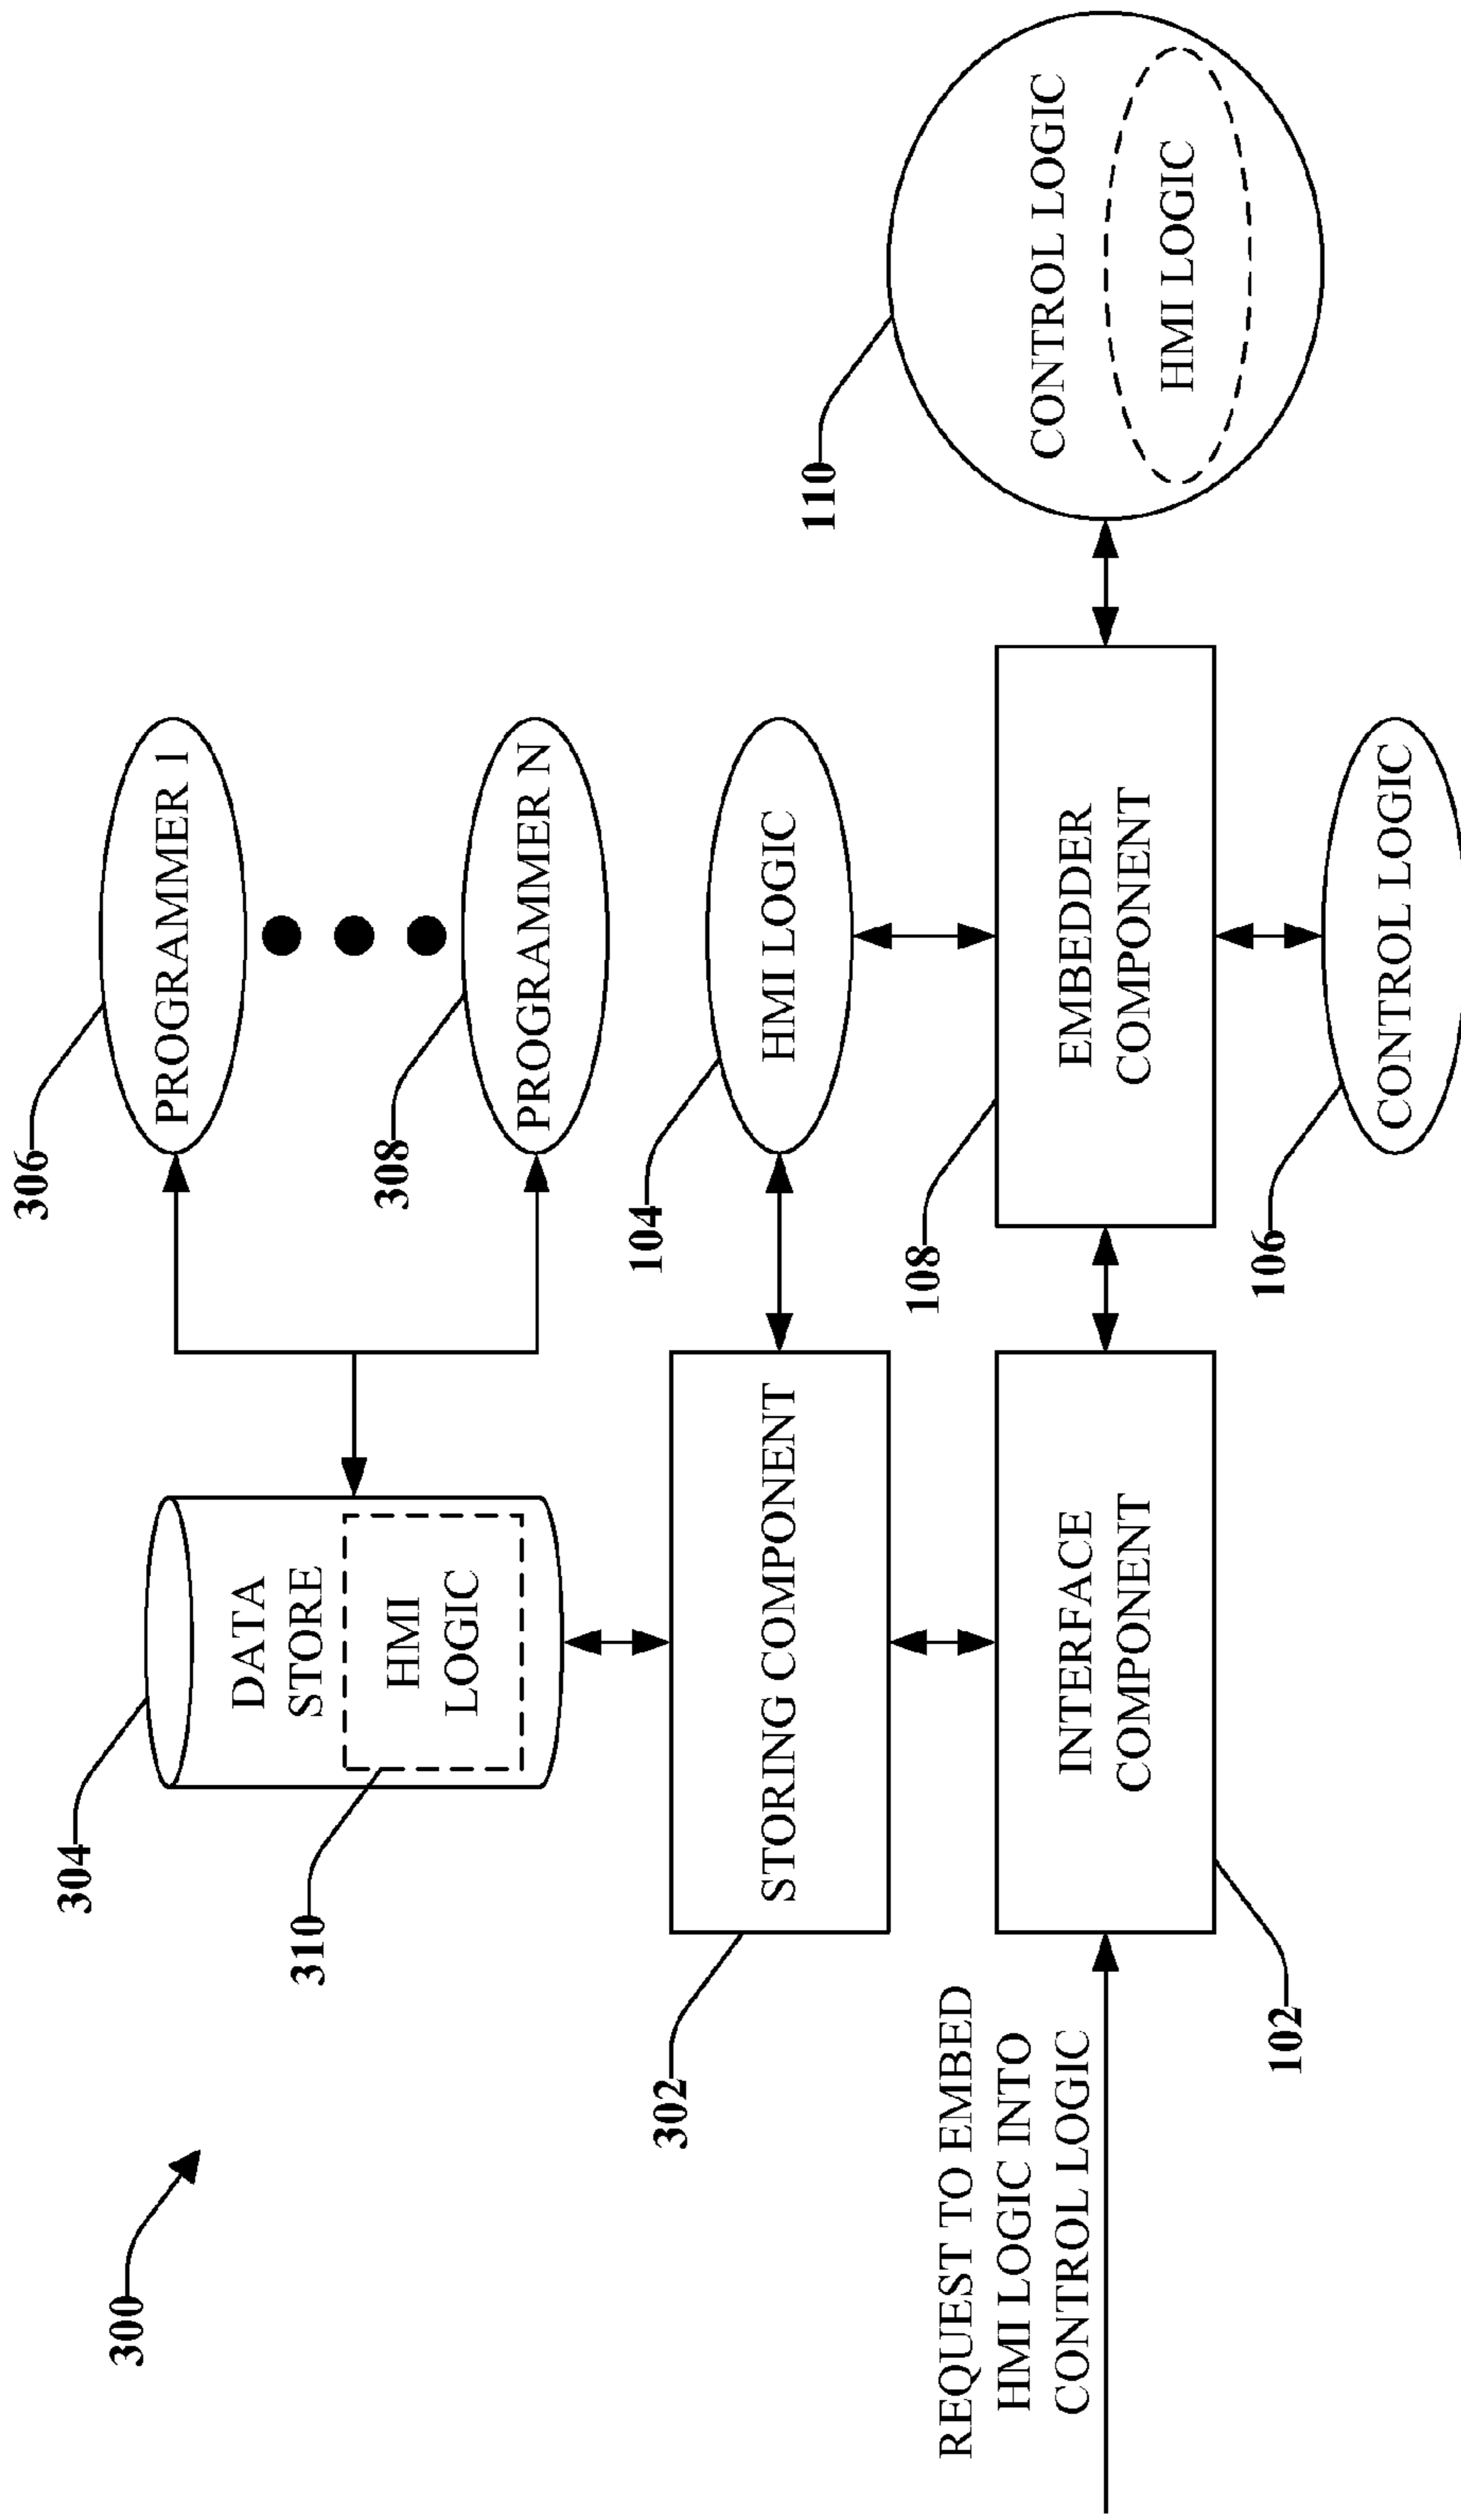 300
304
DATA
STORE
310
HMI
LOGIC
306
PROGRAMMER 1
308
PROGRAMMER N
302
STORING COMPONENT
104
HMI LOGIC
REQUEST TO EMBED
HMI LOGIC INTO
CONTROL LOGIC
102
INTERFACE
COMPONENT
108
EMBEDDER
COMPONENT
106
CONTROL LOGIC
110
CONTROL LOGIC
HMI LOGIC